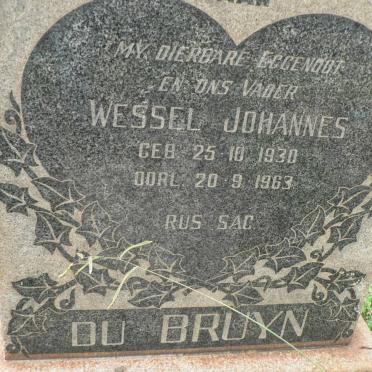 MY DIERBARE EGGENOOT
EN ONS VADER
WESSEL JOHANNES
GEB 25·10·1930
OORL 20·9·1963
RUS SAG
DU BRUYN